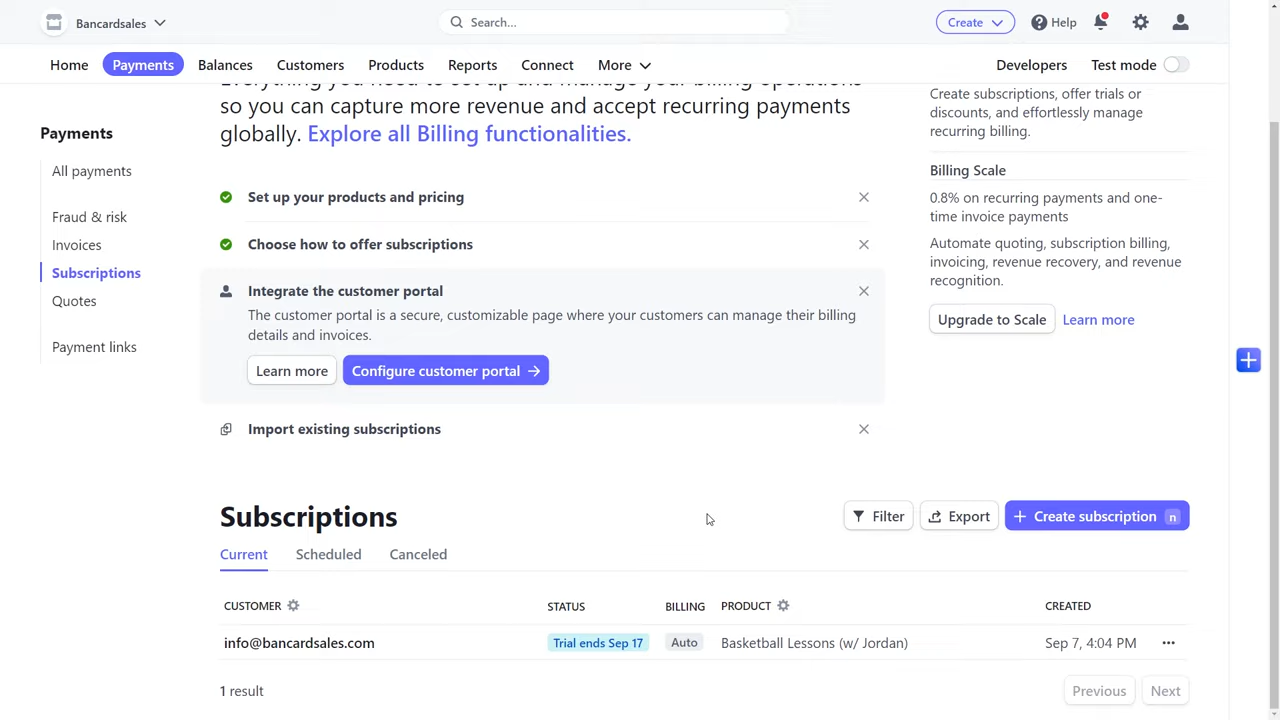 Bancardsales
Search...
Create
Help
Home
Payments
Balances
Customers
Products
Reports
Connect
More
Developers
Test mode
Payments
All payments
Fraud & risk
Invoices
Subscriptions
Quotes
Payment links
so you can capture more revenue and accept recurring payments
globally. Explore all Billing functionalities.
Set up your products and pricing
Choose how to offer subscriptions
Integrate the customer portal
The customer portal is a secure, customizable page where your customers can manage their billing
details and invoices.
Learn more
Configure customer portal
Import existing subscriptions
Create subscriptions, offer trials or
discounts, and effortlessly manage
recurring billing.
Billing Scale
0.8% on recurring payments and one-
time invoice payments
Automate quoting, subscription billing,
invoicing, revenue recovery, and revenue
recognition.
Upgrade to Scale
Learn more
Subscriptions
Filter
Export
Create subscription n
Current
Scheduled
Canceled
CUSTOMER STATUS BILLING PRODUCT CREATED
info@bancardsales.com Trial ends Sep 17 Auto Basketball Lessons (w/ Jordan) Sep 7, 4:04 PM
1 result
Previous
Next